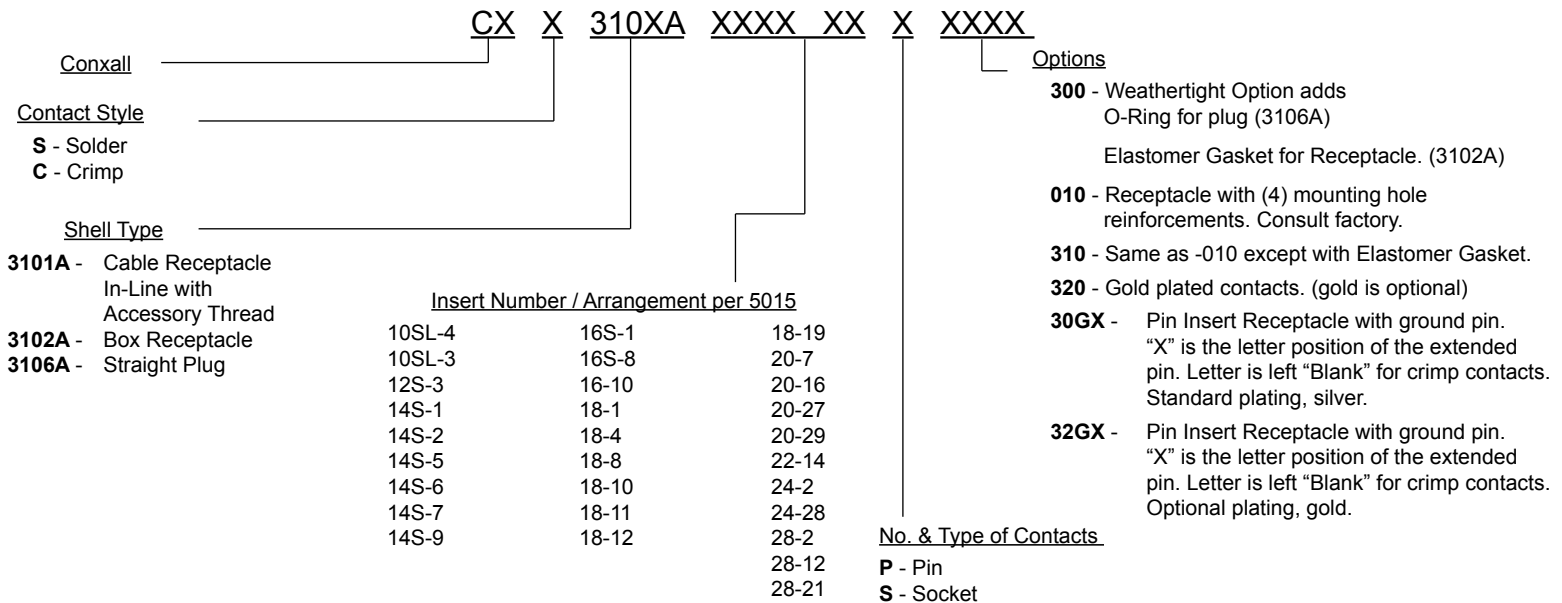 CX X 310XA XXXX XX X XXXX
Conxall
Contact Style
S - Solder
C - Crimp
Shell Type
3101A - Cable Receptacle
In-Line with
Accessory Thread
3102A - Box Receptacle
3106A - Straight Plug
Insert Number / Arrangement per 5015
10SL-4 16S-1 18-19
10SL-3 16S-8 20-7
12S-3 16-10 20-16
14S-1 18-1 20-27
14S-2 18-4 20-29
14S-5 18-8 22-14
14S-6 18-10 24-2
14S-7 18-11 24-28
14S-9 18-12 28-2
28-12
28-21
No. & Type of Contacts
P - Pin
S - Socket
Options
300 - Weathertight Option adds
O-Ring for plug (3106A)
Elastomer Gasket for Receptacle. (3102A)
010 - Receptacle with (4) mounting hole
reinforcements. Consult factory.
310 - Same as -010 except with Elastomer Gasket.
320 - Gold plated contacts. (gold is optional)
30GX - Pin Insert Receptacle with ground pin.
“X” is the letter position of the extended
pin. Letter is left “Blank” for crimp contacts.
Standard plating, silver.
32GX - Pin Insert Receptacle with ground pin.
“X” is the letter position of the extended
pin. Letter is left “Blank” for crimp contacts.
Optional plating, gold.